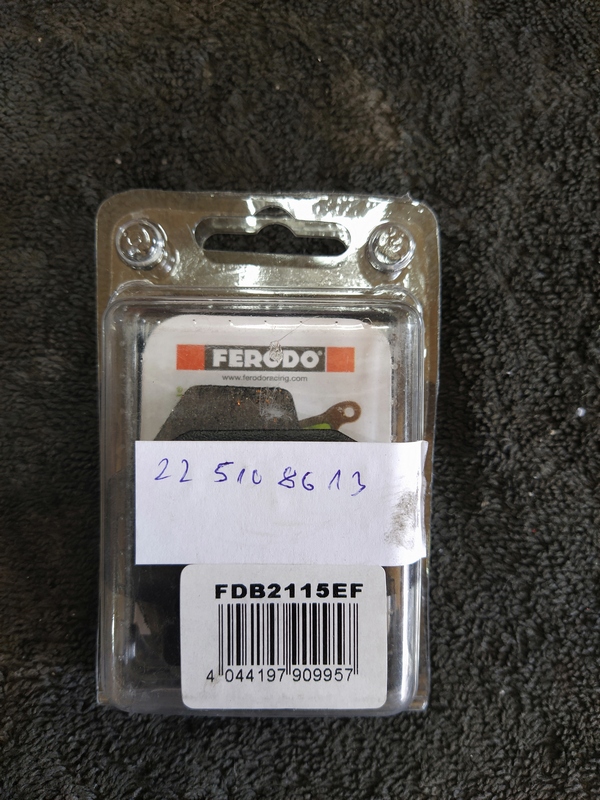 FERODO
www.ferodoracing.com
22 510 86 13
FDB2115EF
4 044197 909957